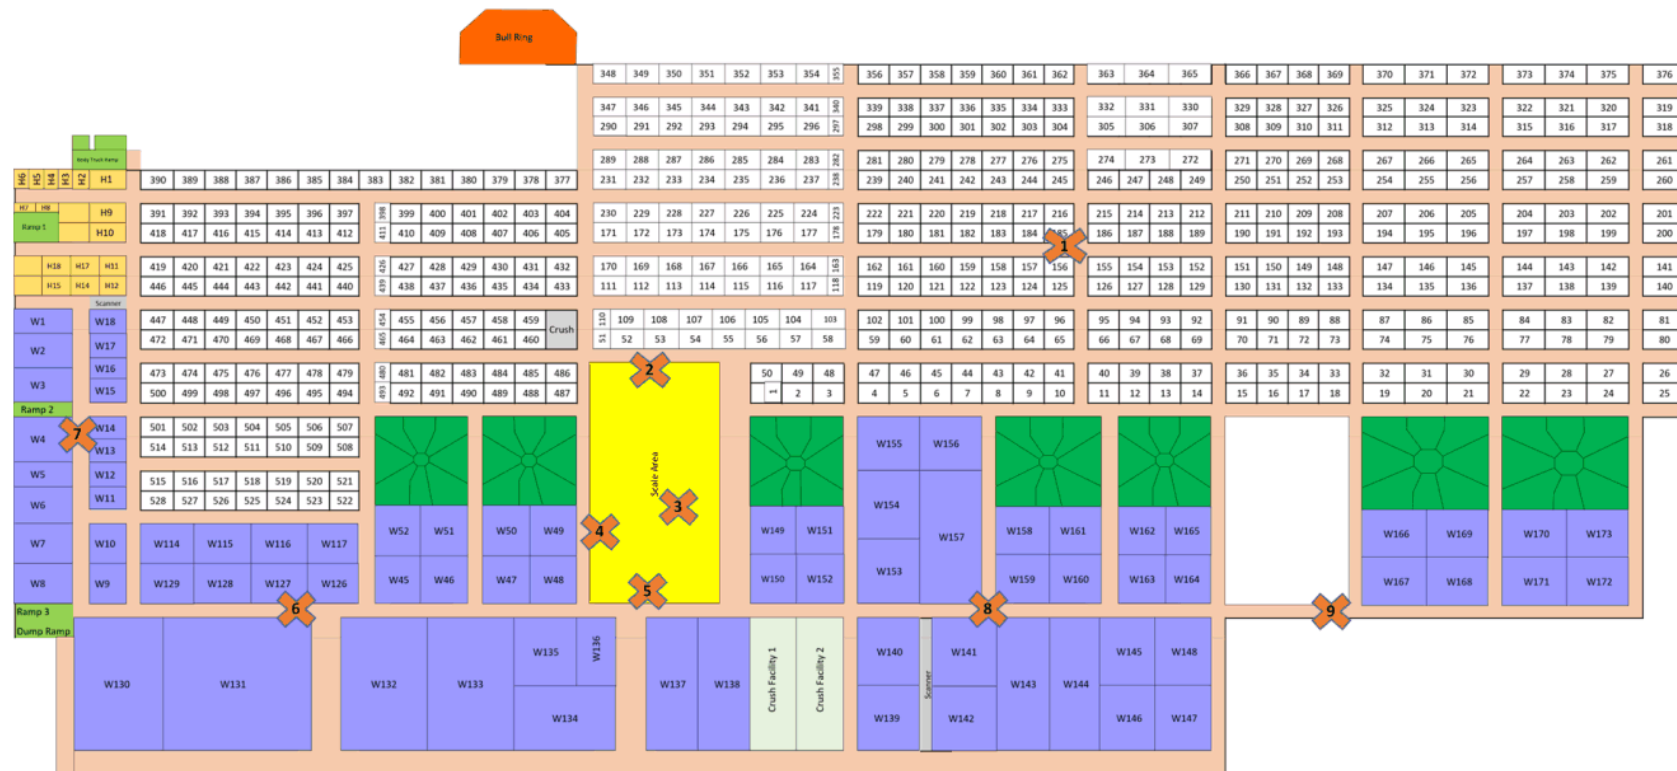 Bull Ring
348 349 350 351 352 353 354 355 356 357 358 359 360 361 362 363 364 365 366 367 368 369 370 371 372 373 374 375 376
347 346 345 344 343 342 341 340 339 338 337 336 335 334 333 332 331 330 329 328 327 326 325 324 323 322 321 320 319
290 291 292 293 294 295 296 297 298 299 300 301 302 303 304 305 306 307 308 309 310 311 312 313 314 315 316 317 318
289 288 287 286 285 284 283 282 281 280 279 278 277 276 275 274 273 272 271 270 269 268 267 266 265 264 263 262 261
H6 H5 H4 H3 H2 H1 390 389 388 387 386 385 384 383 382 381 380 379 378 377 231 232 233 234 235 236 237 238 239 240 241 242 243 244 245 246 247 248 249 250 251 252 253 254 255 256 257 258 259 260
H7 H8 H9 391 392 393 394 395 396 397 398 399 400 401 402 403 404 230 229 228 227 226 225 224 223 222 221 220 219 218 217 216 215 214 213 212 211 210 209 208 207 206 205 204 203 202 201
Ramp 1 H10 418 417 416 415 414 413 412 411 410 409 408 407 406 405 171 172 173 174 175 176 177 178 179 180 181 182 183 184 185 186 187 188 189 190 191 192 193 194 195 196 197 198 199 200
1
H18 H17 H11 419 420 421 422 423 424 425 426 427 428 429 430 431 432 170 169 168 167 166 165 164 163 162 161 160 159 158 157 156 155 154 153 152 151 150 149 148 147 146 145 144 143 142 141
H15 H14 H12 446 445 444 443 442 441 440 439 438 437 436 435 434 433 111 112 113 114 115 116 117 118 119 120 121 122 123 124 125 126 127 128 129 130 131 132 133 134 135 136 137 138 139 140
Scanner
W1 W18 447 448 449 450 451 452 453 454 455 456 457 458 459 Crush 110 109 108 107 106 105 104 103 102 101 100 99 98 97 96 95 94 93 92 91 90 89 88 87 86 85 84 83 82 81
W2 W17 472 471 470 469 468 467 466 465 464 463 462 461 460 51 52 53 54 55 56 57 58 59 60 61 62 63 64 65 66 67 68 69 70 71 72 73 74 75 76 77 78 79 80
W16 473 474 475 476 477 478 479 480 481 482 483 484 485 486 2 50 49 48 47 46 45 44 43 42 41 40 39 38 37 36 35 34 33 32 31 30 29 28 27 26
W3 W15 500 499 498 497 496 495 494 493 492 491 490 489 488 487 1 2 3 4 5 6 7 8 9 10 11 12 13 14 15 16 17 18 19 20 21 22 23 24 25
Ramp 2
W4 7 W14 501 502 503 504 505 506 507 W155 W156
W13 514 513 512 511 510 509 508
W5 W12 515 516 517 518 519 520 521 Scale Area
W6 W11 528 527 526 525 524 523 522 3 W154
W7 W10 W114 W115 W116 W117 W52 W51 W50 W49 4 W149 W151 W157 W158 W161 W162 W165 W166 W169 W170 W173
W8 W9 W129 W128 W127 W126 W45 W46 W47 W48 5 W150 W152 W153 W159 W160 W163 W164 W167 W168 W171 W172
Ramp 3 6 8 9
Dump Ramp
W130 W131 W132 W133 W135 W136 W137 W138 Crush Facility 1 Crush Facility 2 W140 Scanner W141 W143 W144 W145 W148
W134 W139 W142 W146 W147